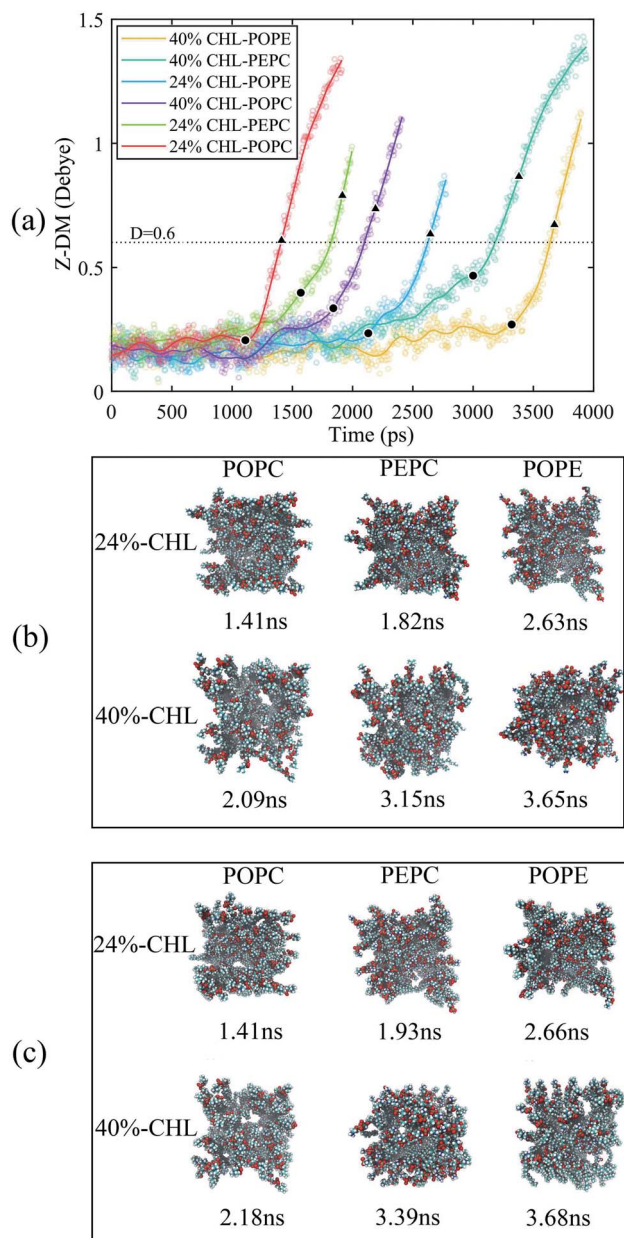 (a)
Z-DM (Debye)
1.5
1
0.5
0
40% CHL-POPE
40% CHL-PEPC
24% CHL-POPE
40% CHL-POPC
24% CHL-PEPC
24% CHL-POPC
D=0.6
0 500 1000 1500 2000 2500 3000 3500 4000
Time (ps)
(b)
POPC PEPC POPE
24%-CHL
1.41ns 1.82ns 2.63ns
40%-CHL
2.09ns 3.15ns 3.65ns
(c)
POPC PEPC POPE
24%-CHL
1.41ns 1.93ns 2.66ns
40%-CHL
2.18ns 3.39ns 3.68ns